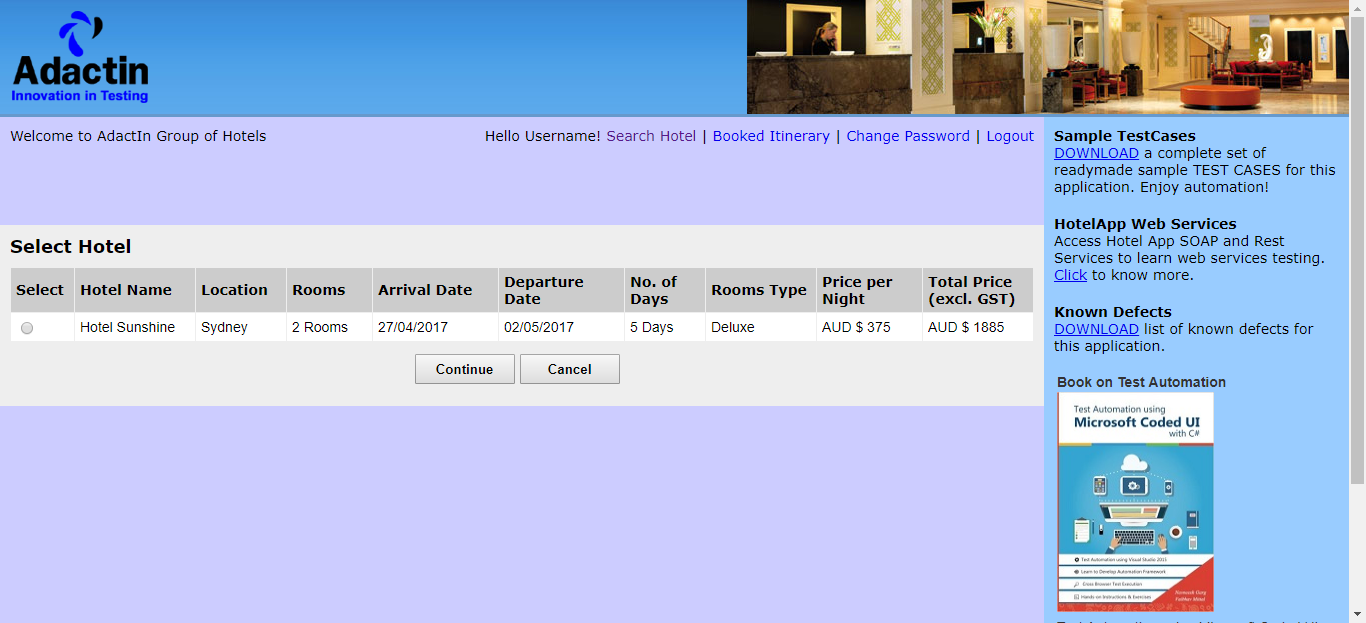 Adactin
Innovation in Testing
Welcome to AdactIn Group of Hotels
Hello Username! Search Hotel | Booked Itinerary | Change Password | Logout
Select Hotel
Select Hotel Name Location Rooms Arrival Date Departure Date No. of Days Rooms Type Price per Night Total Price (excl. GST)
Hotel Sunshine Sydney 2 Rooms 27/04/2017 02/05/2017 5 Days Deluxe AUD $ 375 AUD $ 1885
Continue Cancel
Sample TestCases
DOWNLOAD a complete set of
readymade sample TEST CASES for this
application. Enjoy automation!
HotelApp Web Services
Access Hotel App SOAP and Rest
Services to learn web services testing.
Click to know more.
Known Defects
DOWNLOAD list of known defects for
this application.
Book on Test Automation
Test Automation using
Microsoft Coded UI
with C#
Test Automation using Visual Studio 2013
Learn to Develop Automation Framework
Cross Browser Test Execution
Hands-on Instructions & Exercises